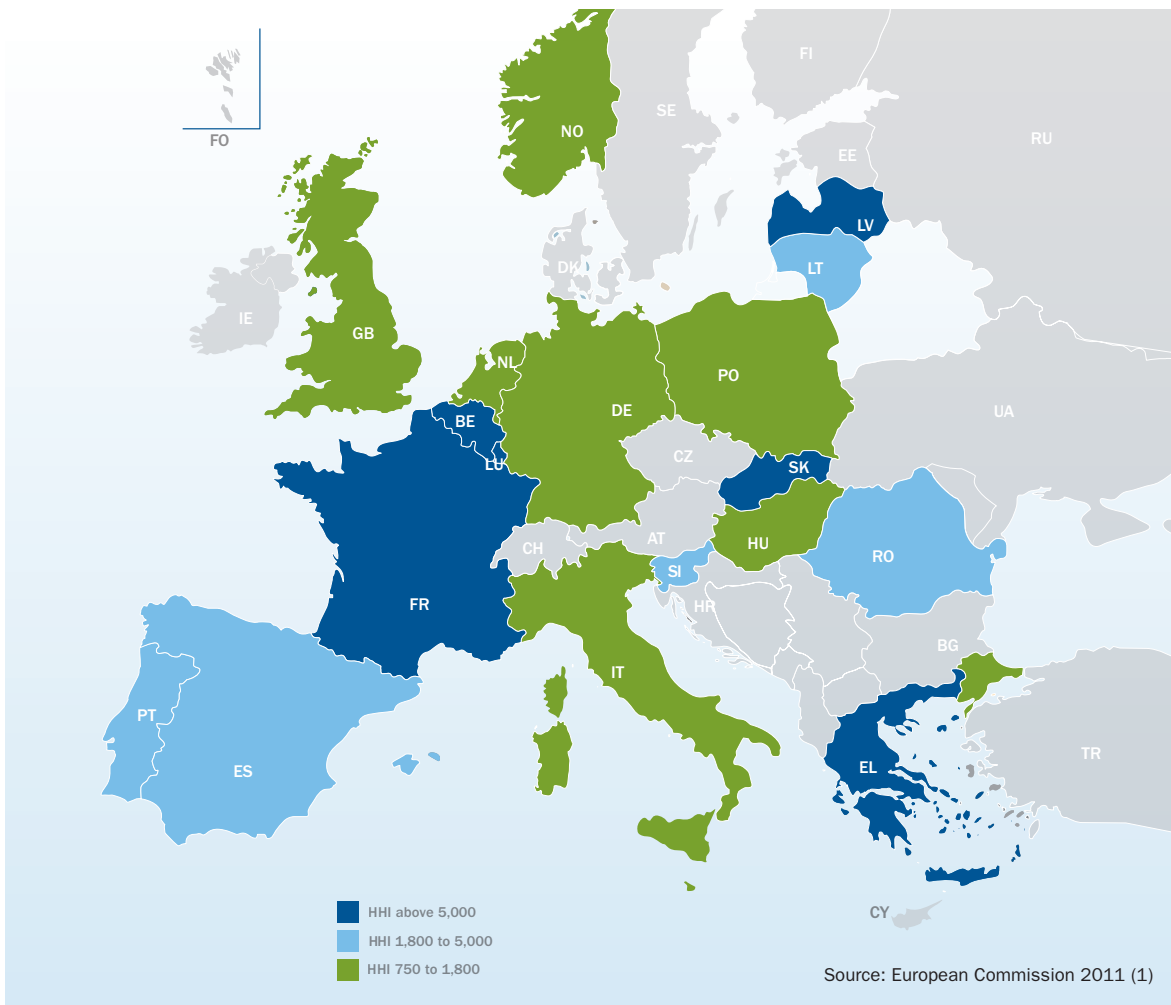 FI
SE
RU
NO
FO
EE
LV
LT
DK
IE
GB
NL
PO
DE
UA
BE
CZ
LU
SK
AT
HU
CH
RO
SI
FR
HR
BG
IT
PT
TR
EL
ES
CY
HHI above 5,000
HHI 1,800 to 5,000
HHI 750 to 1,800
Source: European Commission 2011 (1)